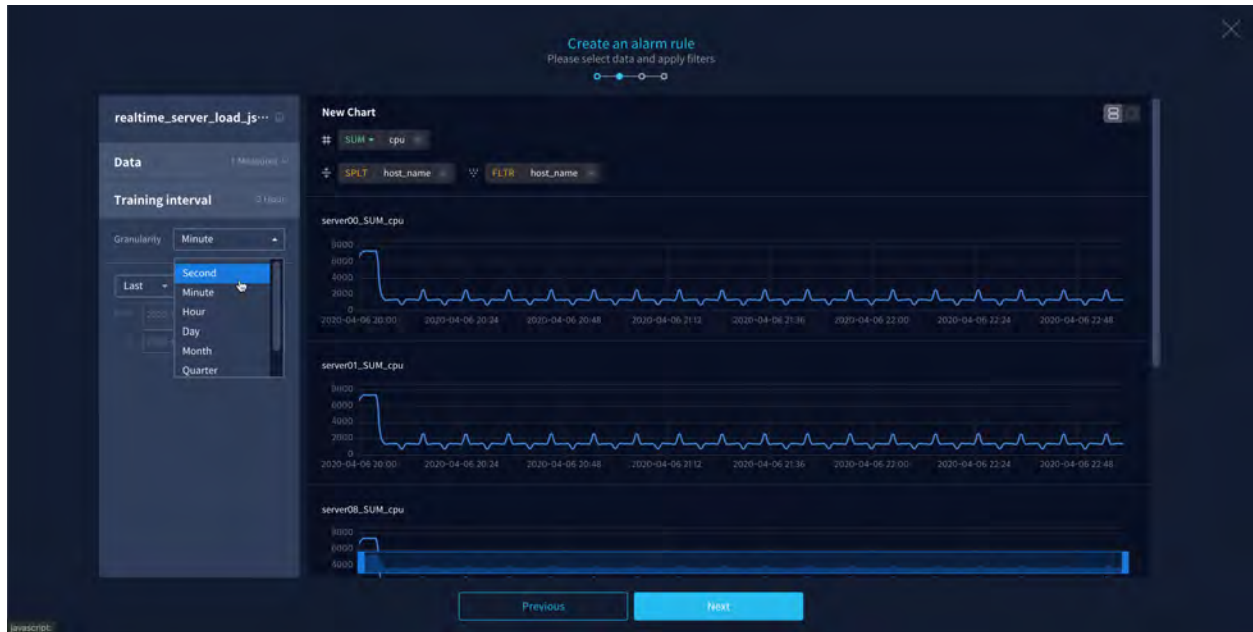 Create an alarm rule
Please select data and apply filters
realtime_server_load_js...
Data
1 Measures
Training interval
Granularity Minute
Last
Second
Minute
Hour
Day
Month
Quarter
New Chart
# SUM cpu
SPLT host_name FLTR host_name
server00_SUM_cpu
8000
6000
4000
2000
0
2020-04-06 20:00 2020-04-06 20:24 2020-04-06 20:48 2020-04-06 21:12 2020-04-06 21:36 2020-04-06 22:00 2020-04-06 22:24 2020-04-06 22:48
server01_SUM_cpu
8000
6000
4000
2000
0
2020-04-06 20:00 2020-04-06 20:24 2020-04-06 20:48 2020-04-06 21:12 2020-04-06 21:36 2020-04-06 22:00 2020-04-06 22:24 2020-04-06 22:48
server08_SUM_cpu
8000
6000
4000
Previous
Next
javascript: